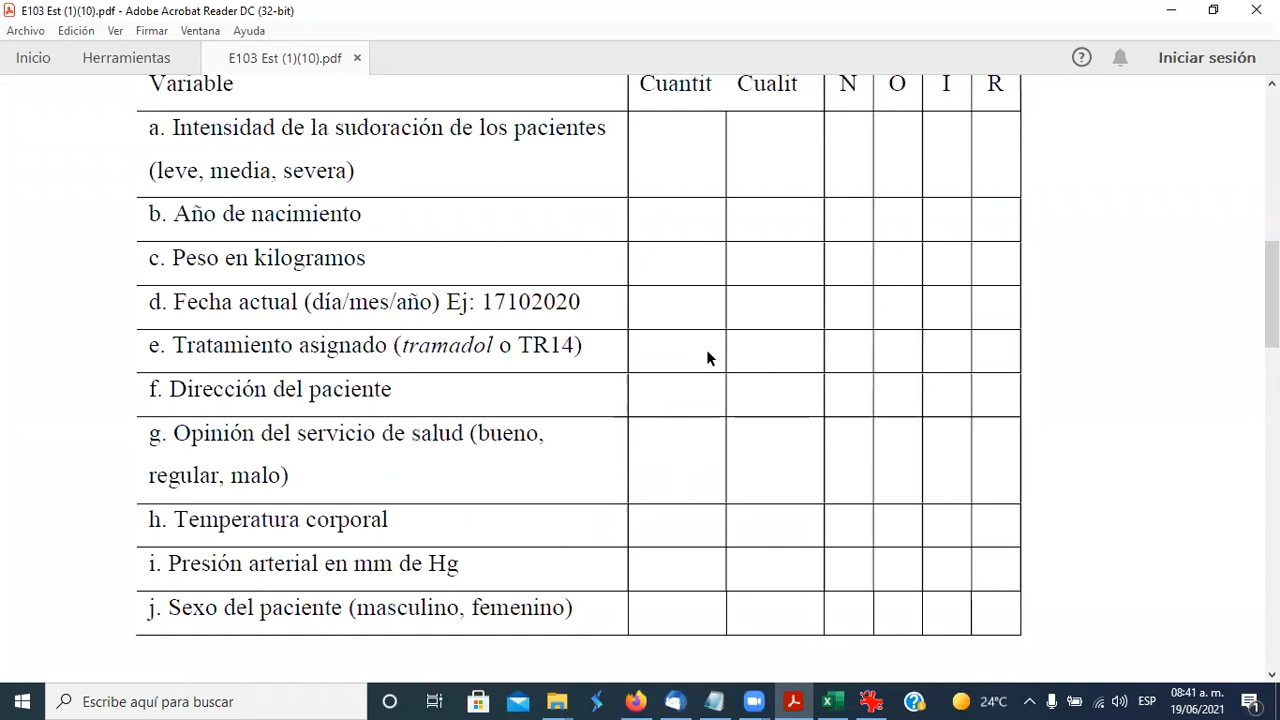 E103 Est (1)(10).pdf - Adobe Acrobat Reader DC (32-bit)
Archivo Edición Ver Firmar Ventana Ayuda
Inicio Herramientas E103 Est (1)(10).pdf × ? Iniciar sesión
Variable Cuantit Cualit N O I R
a. Intensidad de la sudoración de los pacientes
(leve, media, severa)
b. Año de nacimiento
c. Peso en kilogramos
d. Fecha actual (día/mes/año) Ej: 17102020
e. Tratamiento asignado (tramadol o TR14)
f. Dirección del paciente
g. Opinión del servicio de salud (bueno,
regular, malo)
h. Temperatura corporal
i. Presión arterial en mm de Hg
j. Sexo del paciente (masculino, femenino)
Escribe aquí para buscar 24°C ESP 08:41 a. m.
19/06/2021 1